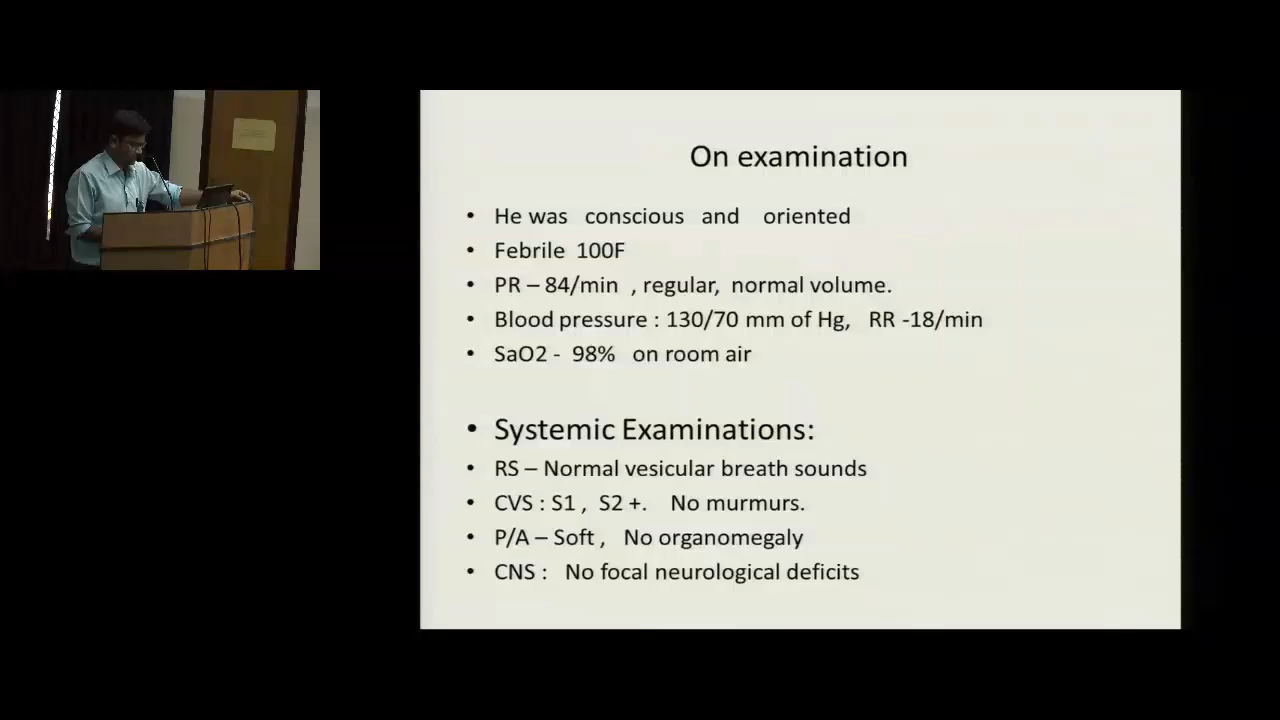 On examination
• He was conscious and oriented
• Febrile 100F
• PR – 84/min , regular, normal volume.
• Blood pressure : 130/70 mm of Hg, RR -18/min
• SaO2 - 98% on room air
• Systemic Examinations:
• RS – Normal vesicular breath sounds
• CVS : S1 , S2 +. No murmurs.
• P/A – Soft , No organomegaly
• CNS : No focal neurological deficits